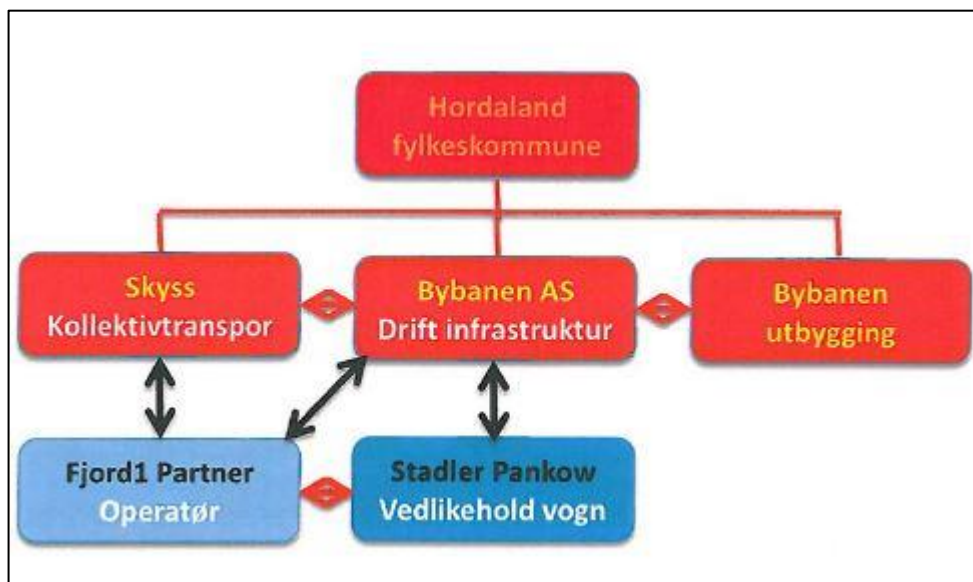 Hordaland
fylkeskommune
Skyss
Kollektivtranspor
Bybanen AS
Drift infrastruktur
Bybanen
utbygging
Fjord1 Partner
Operatør
Stadler Pankow
Vedlikehold vogn